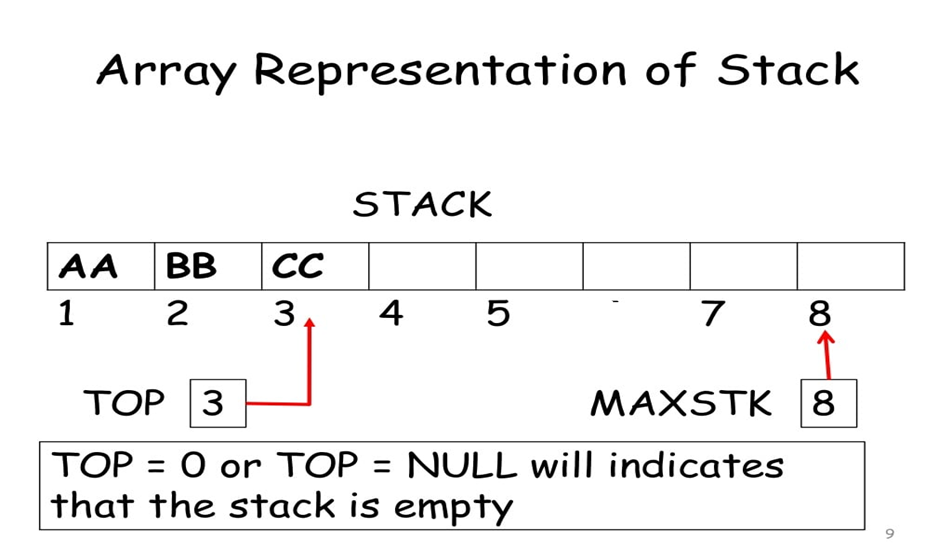 Array Representation of Stack
STACK
AA BB CC
1 2 3 4 5 7 8
TOP 3 MAXSTK 8
TOP = 0 or TOP = NULL will indicates
that the stack is empty
9